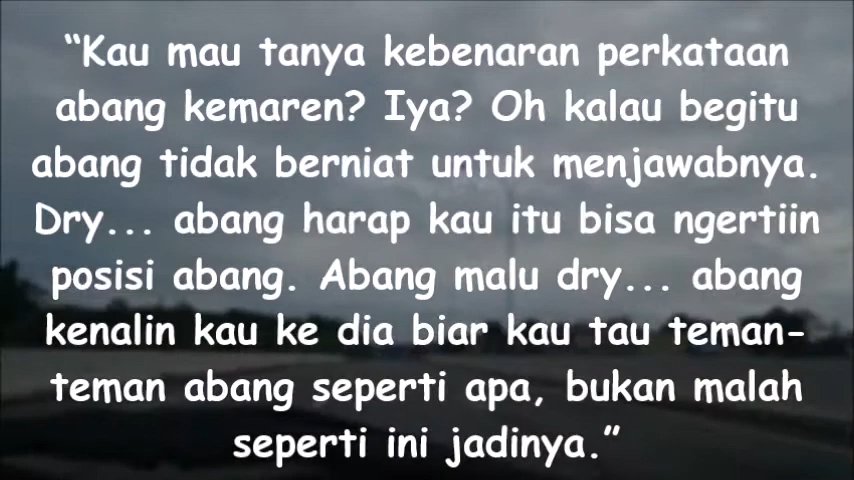 “Kau mau tanya kebenaran perkataan
abang kemaren? Iya? Oh kalau begitu
abang tidak berniat untuk menjawabnya.
Dry... abang harap kau itu bisa ngertiin
posisi abang. Abang malu dry... abang
kenalin kau ke dia biar kau tau teman-
teman abang seperti apa, bukan malah
seperti ini jadinya.”